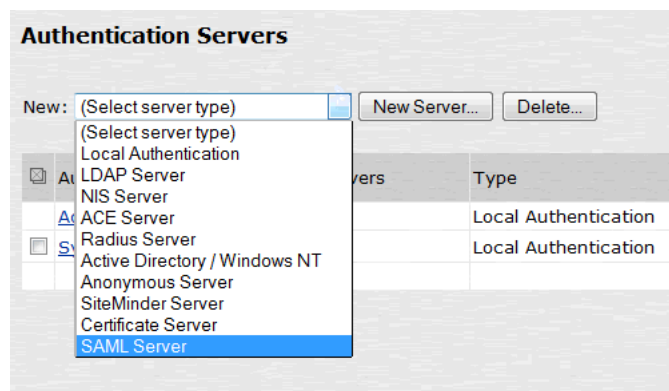 Authentication Servers
New: (Select server type) New Server... Delete...
(Select server type)
Local Authentication
LDAP Server
NIS Server
ACE Server
Radius Server
Active Directory / Windows NT
Anonymous Server
SiteMinder Server
Certificate Server
SAML Server
Type
Local Authentication
Local Authentication